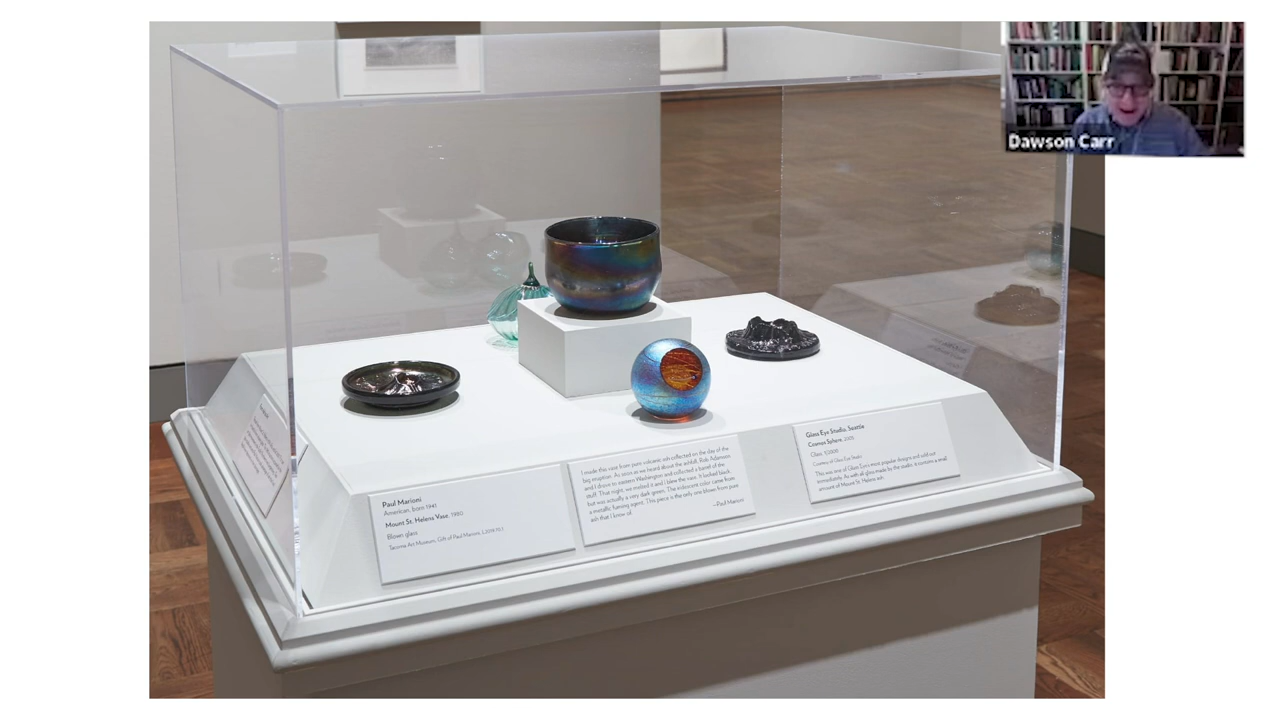 Dawson Carr
Paul Marioni
American, born 1941
Mount St. Helens Vase, 1980
Blown glass
Tacoma Art Museum, Gift of Paul Marioni,
I made this vase from pure volcanic ash collected on the day of the
big eruption. As soon as we heard about the ashfall, Rob Adamson
and I drove to eastern Washington and collected a barrel of the
stuff. That night, we melted it and I blew the vase. It looked black
but was actually a very dark green. The iridescent color came from
a metallic fuming agent. This piece is the only one blown from pure
ash that I know of.
—Paul Marioni
Glass Eye Studio, Seattle
Cosmos Sphere, 2005
Glass,
Courtesy of Glass Eye Studio
This was one of Glass Eye's most popular designs and sold out
immediately. As with all glass made by the studio, it contains a small
amount of Mount St. Helens ash.